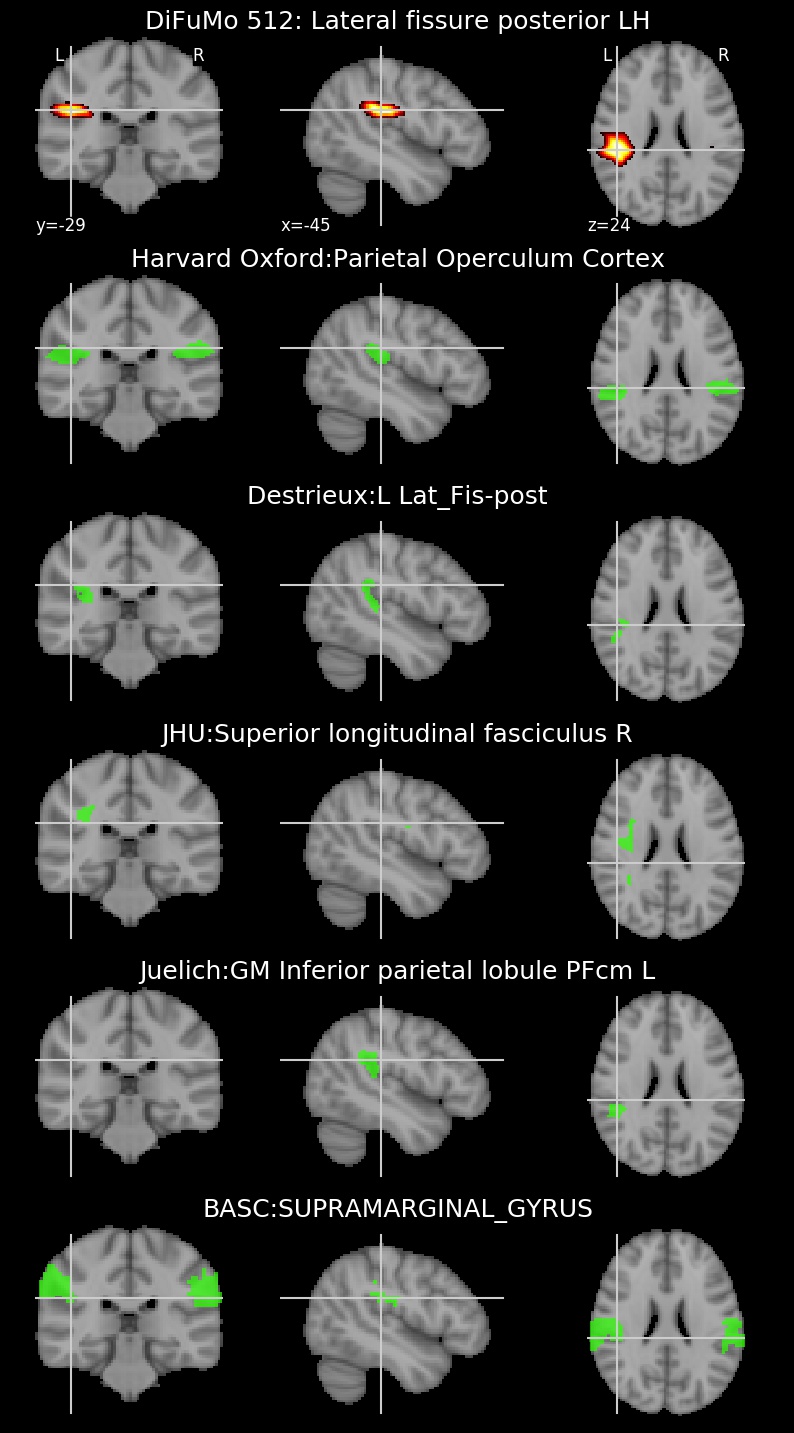 DiFuMo 512: Lateral fissure posterior LH
L R L R
y=-29 x=-45 z=24
Harvard Oxford:Parietal Operculum Cortex
Destrieux:L Lat_Fis-post
JHU:Superior longitudinal fasciculus R
Juelich:GM Inferior parietal lobule PFcm L
BASC:SUPRAMARGINAL_GYRUS